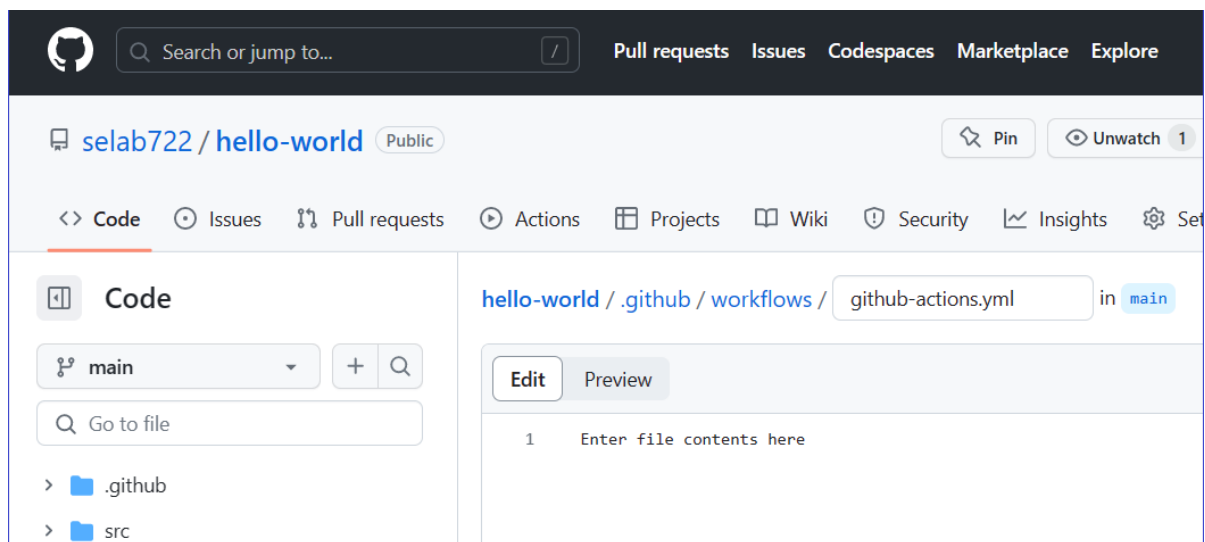 Search or jump to... / Pull requests Issues Codespaces Marketplace Explore
selab722 / hello-world Public Pin Unwatch 1
<> Code Issues Pull requests Actions Projects Wiki Security Insights Set
Code
hello-world / .github / workflows / github-actions.yml in main
main
Edit Preview
Go to file
1 Enter file contents here
.github
src